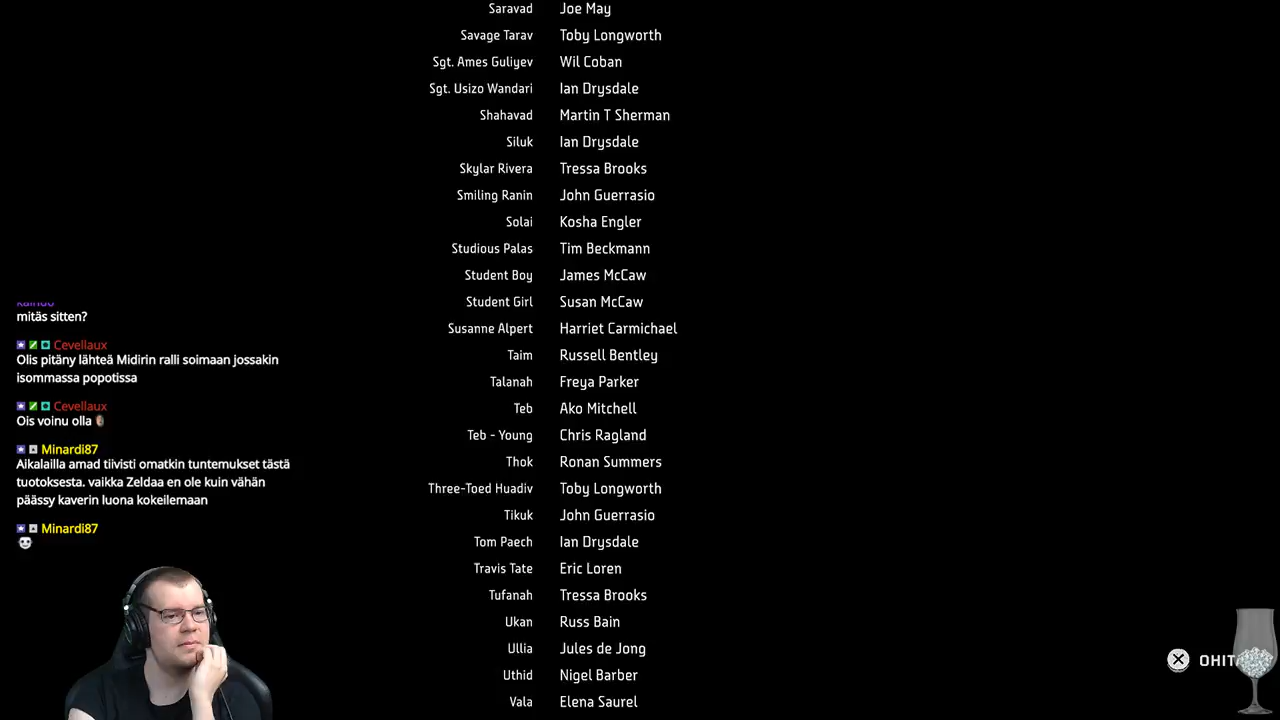 Saravad Joe May
Savage Tarav Toby Longworth
Sgt. Ames Guliyev Wil Coban
Sgt. Usizo Wandari Ian Drysdale
Shahavad Martin T Sherman
Siluk Ian Drysdale
Skylar Rivera Tressa Brooks
Smiling Ranin John Guerrasio
Solai Kosha Engler
Studious Palas Tim Beckmann
Student Boy James McCaw
Student Girl Susan McCaw
Susanne Alpert Harriet Carmichael
Taim Russell Bentley
Talanah Freya Parker
Teb Ako Mitchell
Teb - Young Chris Ragland
Thok Ronan Summers
Three-Toed Huadiv Toby Longworth
Tikuk John Guerrasio
Tom Paech Ian Drysdale
Travis Tate Eric Loren
Tufanah Tressa Brooks
Ukan Russ Bain
Ullia Jules de Jong
Uthid Nigel Barber
Vala Elena Saurel
mitäs sitten?
Cevellaux
Olis pitäny lähteä Midirin ralli soimaan jossakin
isommassa popotissa
Cevellaux
Ois voinu olla
Minardi87
Aikalailla amad tiivisti omatkin tuntemukset tästä
tuotoksesta. vaikka Zeldaa en ole kuin vähän
päässy kaverin luona kokeilemaan
Minardi87